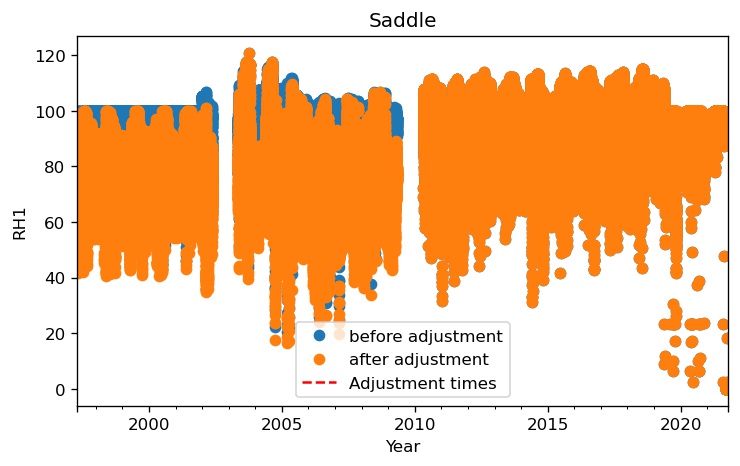 Saddle
120
100
80
60
40
20
0
RH1
before adjustment
after adjustment
Adjustment times
2000
2005
2010
2015
2020
Year